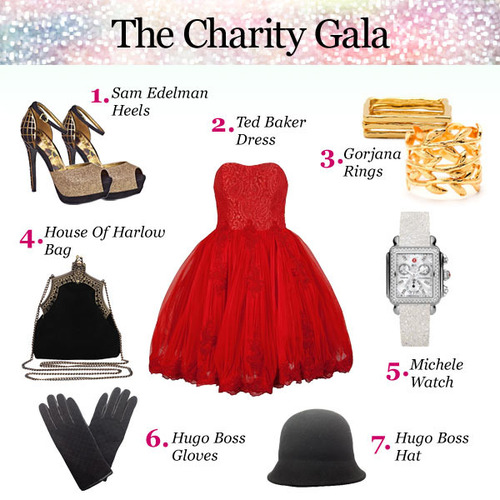 The Charity Gala
1. Sam Edelman
Heels
2. Ted Baker
Dress
3. Gorjana
Rings
4. House Of Harlow
Bag
5. Michele
Watch
6. Hugo Boss
Gloves
7. Hugo Boss
Hat